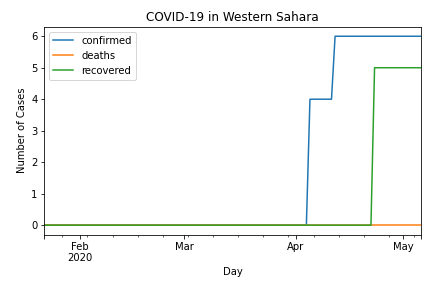 COVID-19 in Western Sahara
confirmed
deaths
recovered
Number of Cases
6
5
4
3
2
1
0
Feb
2020
Mar
Apr
May
Day